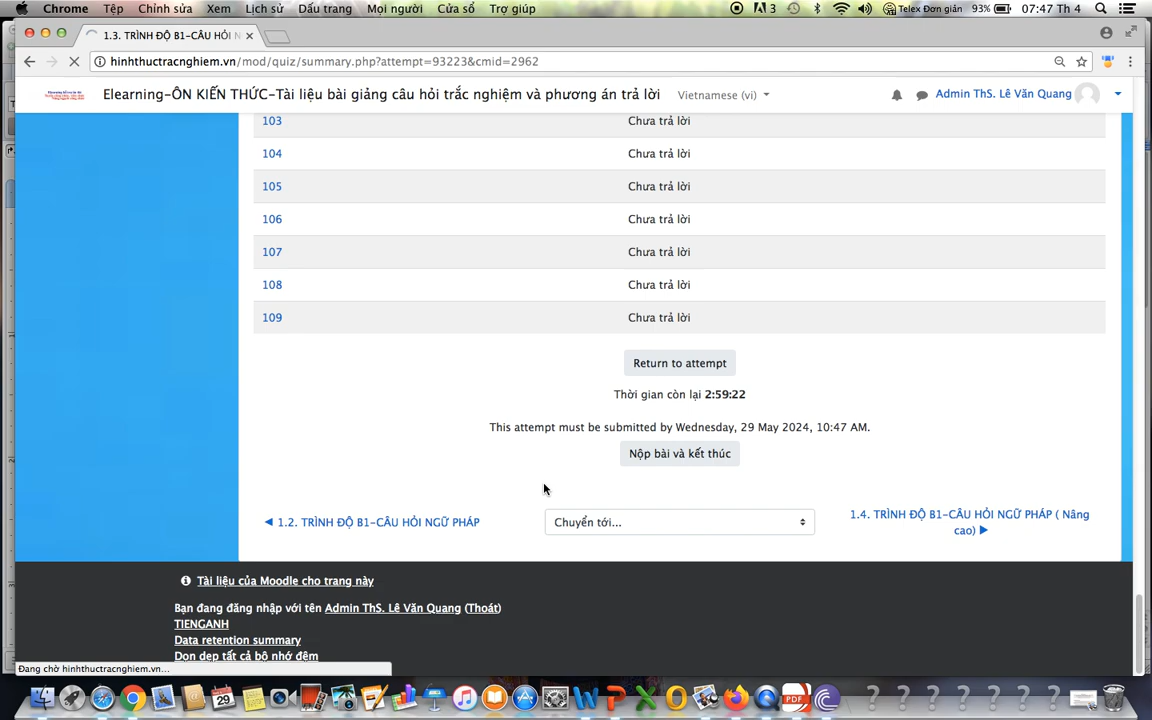 Chrome Tệp Chỉnh sửa Xem Lịch sử Dấu trang Mọi người Cửa sổ Trợ giúp 3 Telex Đơn giản 93% 07:47 Th 4
1.3. TRÌNH ĐỘ B1-CÂU HỎI N
hinhthuctracnghiem.vn/mod/quiz/summary.php?attempt=93223&cmid=2962
Elearning-ÔN KIẾN THỨC-Tài liệu bài giảng câu hỏi trắc nghiệm và phương án trả lời Vietnamese (vi) Admin ThS. Lê Văn Quang
103 Chưa trả lời
104 Chưa trả lời
105 Chưa trả lời
106 Chưa trả lời
107 Chưa trả lời
108 Chưa trả lời
109 Chưa trả lời
Return to attempt
Thời gian còn lại 2:59:22
This attempt must be submitted by Wednesday, 29 May 2024, 10:47 AM.
Nộp bài và kết thúc
◀ 1.2. TRÌNH ĐỘ B1-CÂU HỎI NGỮ PHÁP
Chuyển tới...
1.4. TRÌNH ĐỘ B1-CÂU HỎI NGỮ PHÁP ( Nâng
cao) ▶
Tài liệu của Moodle cho trang này
Bạn đang đăng nhập với tên Admin ThS. Lê Văn Quang (Thoát)
TIENGANH
Data retention summary
Dọn dẹp tất cả bộ nhớ đệm
Đang chờ hinhthuctracnghiem.vn...